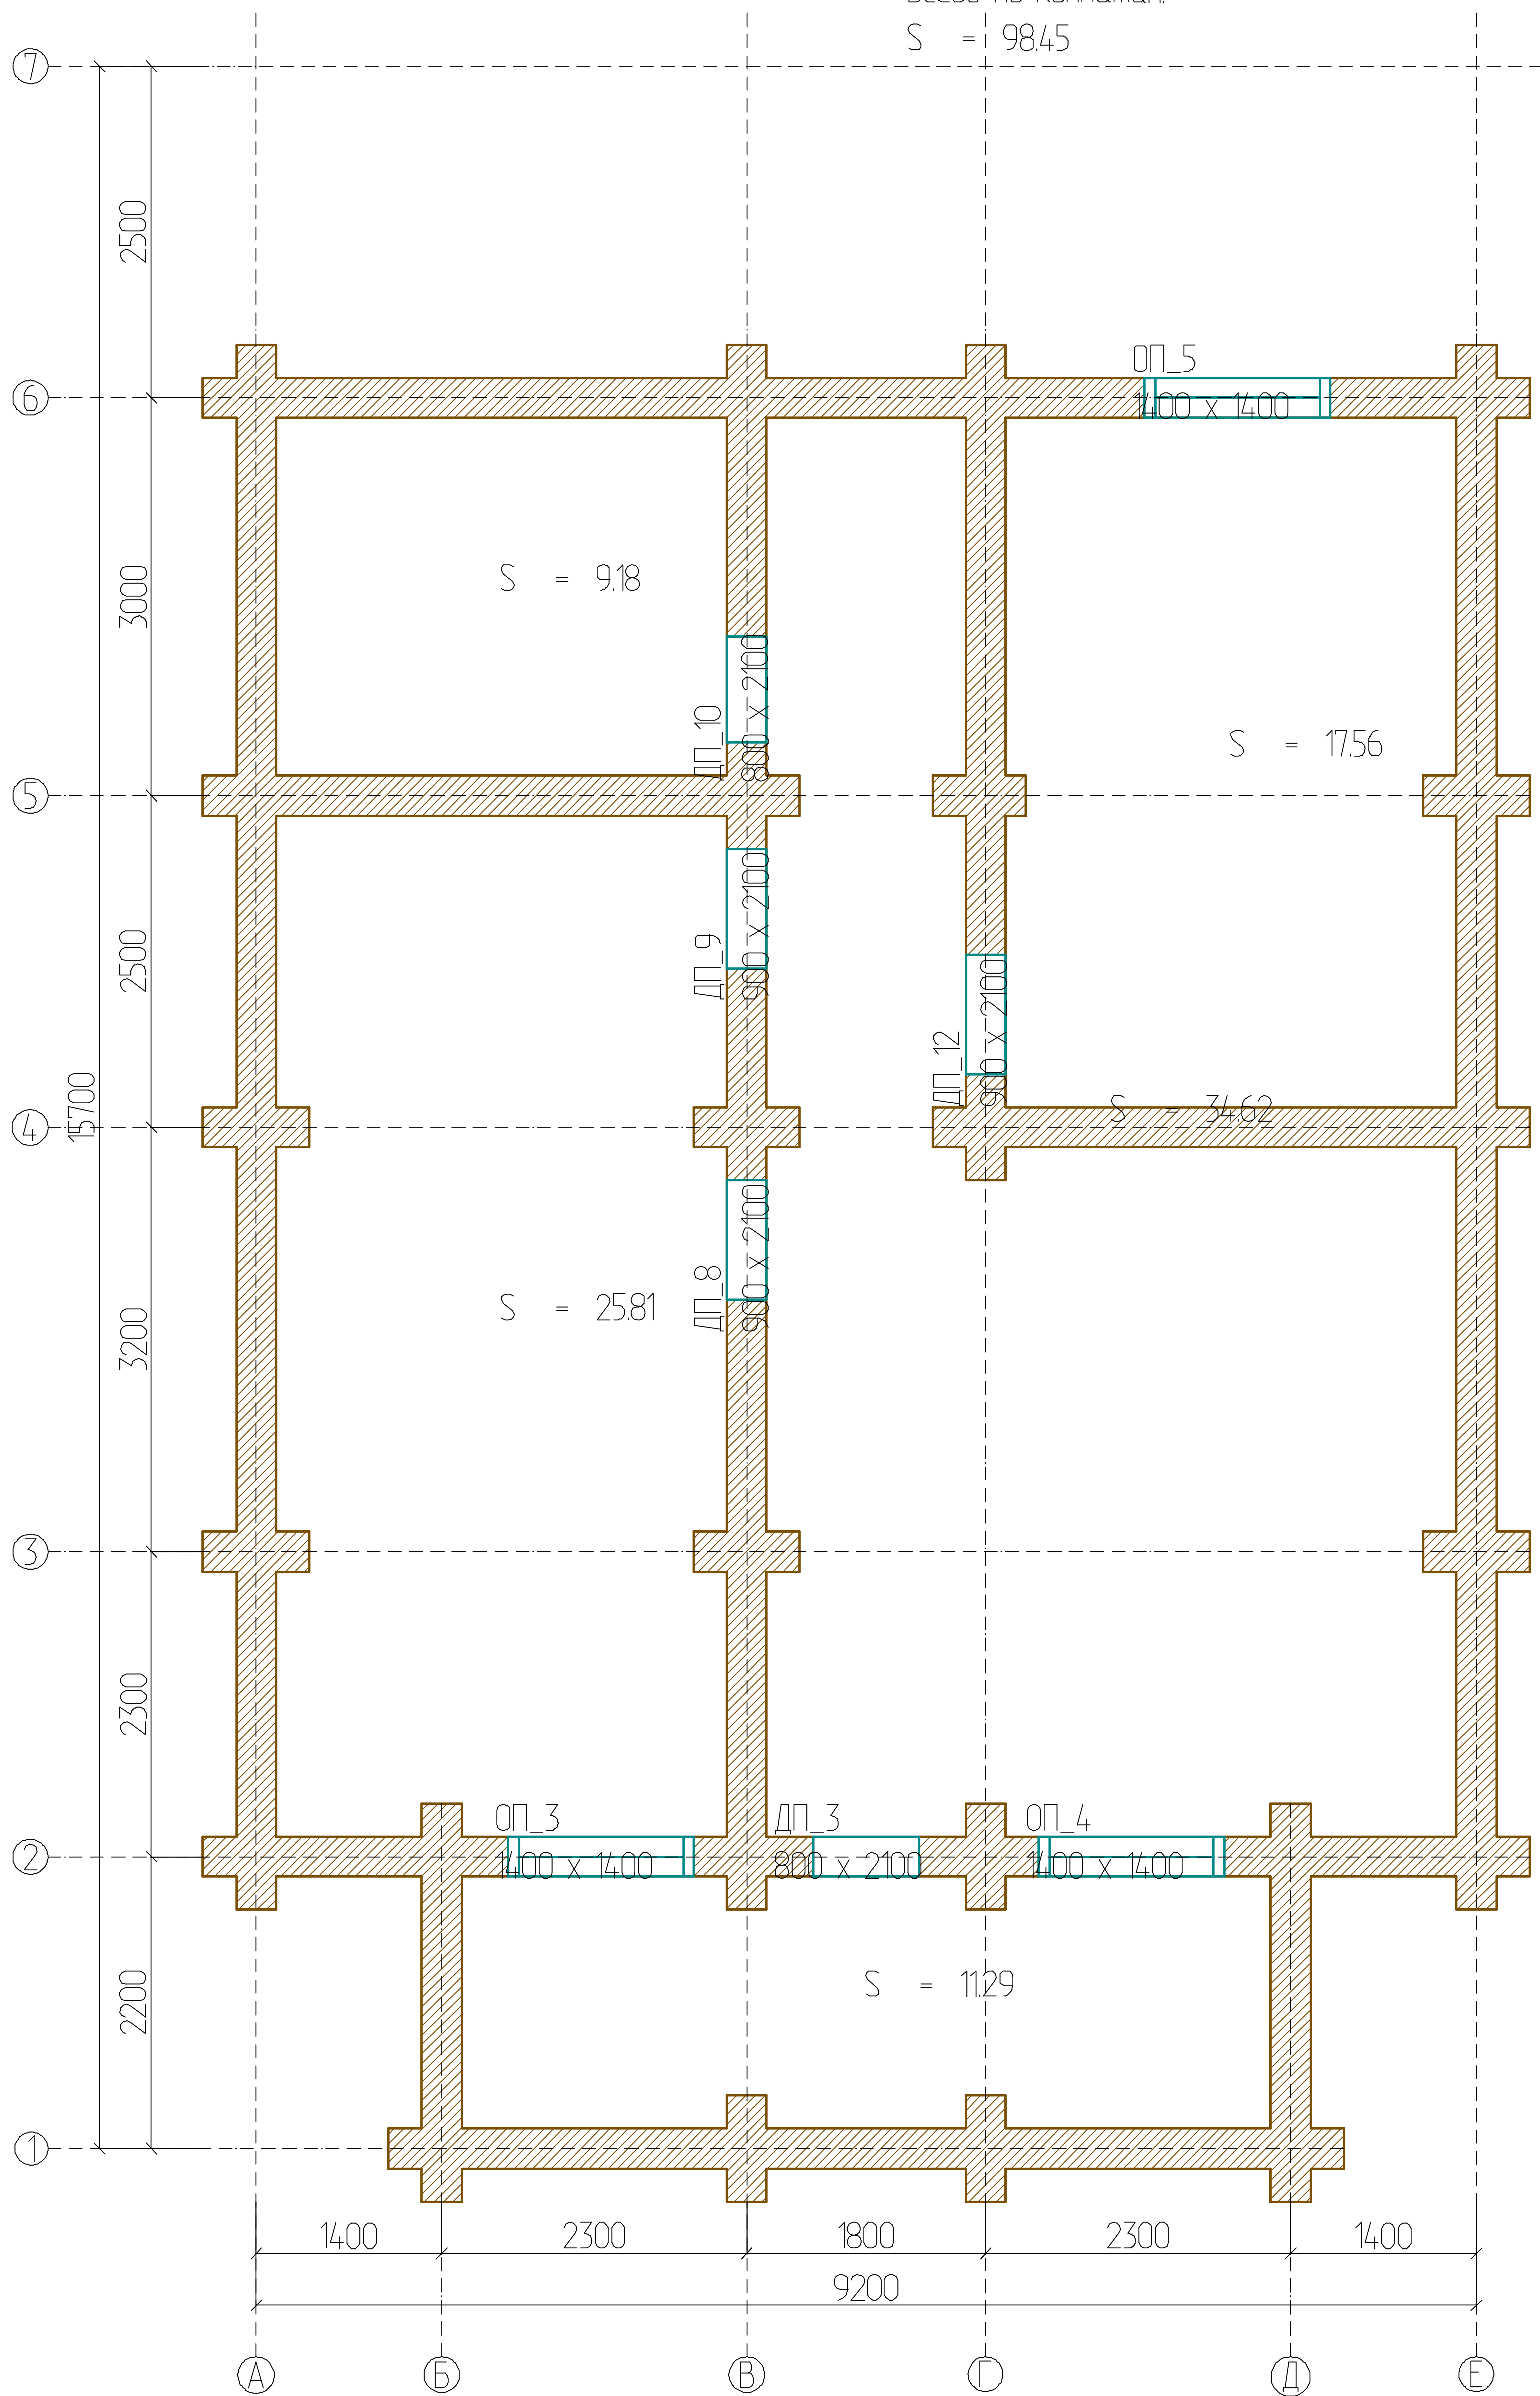 S = 98.45
7
2500
6
ОП_5
1400 x 1400
3000
S = 9.18
ДП_10
800 x 2100
S = 17.56
5
2500
ДП_9
900 x 2100
ДП_12
900 x 2100
15700
4
S = 34.62
3200
ДП_8
900 x 2100
S = 25.81
3
2300
ОП_3
1400 x 1400
ДП_3
800 x 2100
ОП_4
1400 x 1400
2
2200
S = 11.29
1
1400 2300 1800 2300 1400
9200
А Б В Г Д Е